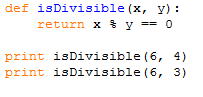 def isDivisible(x, y):
    return x % y == 0
print isDivisible(6, 4)
print isDivisible(6, 3)